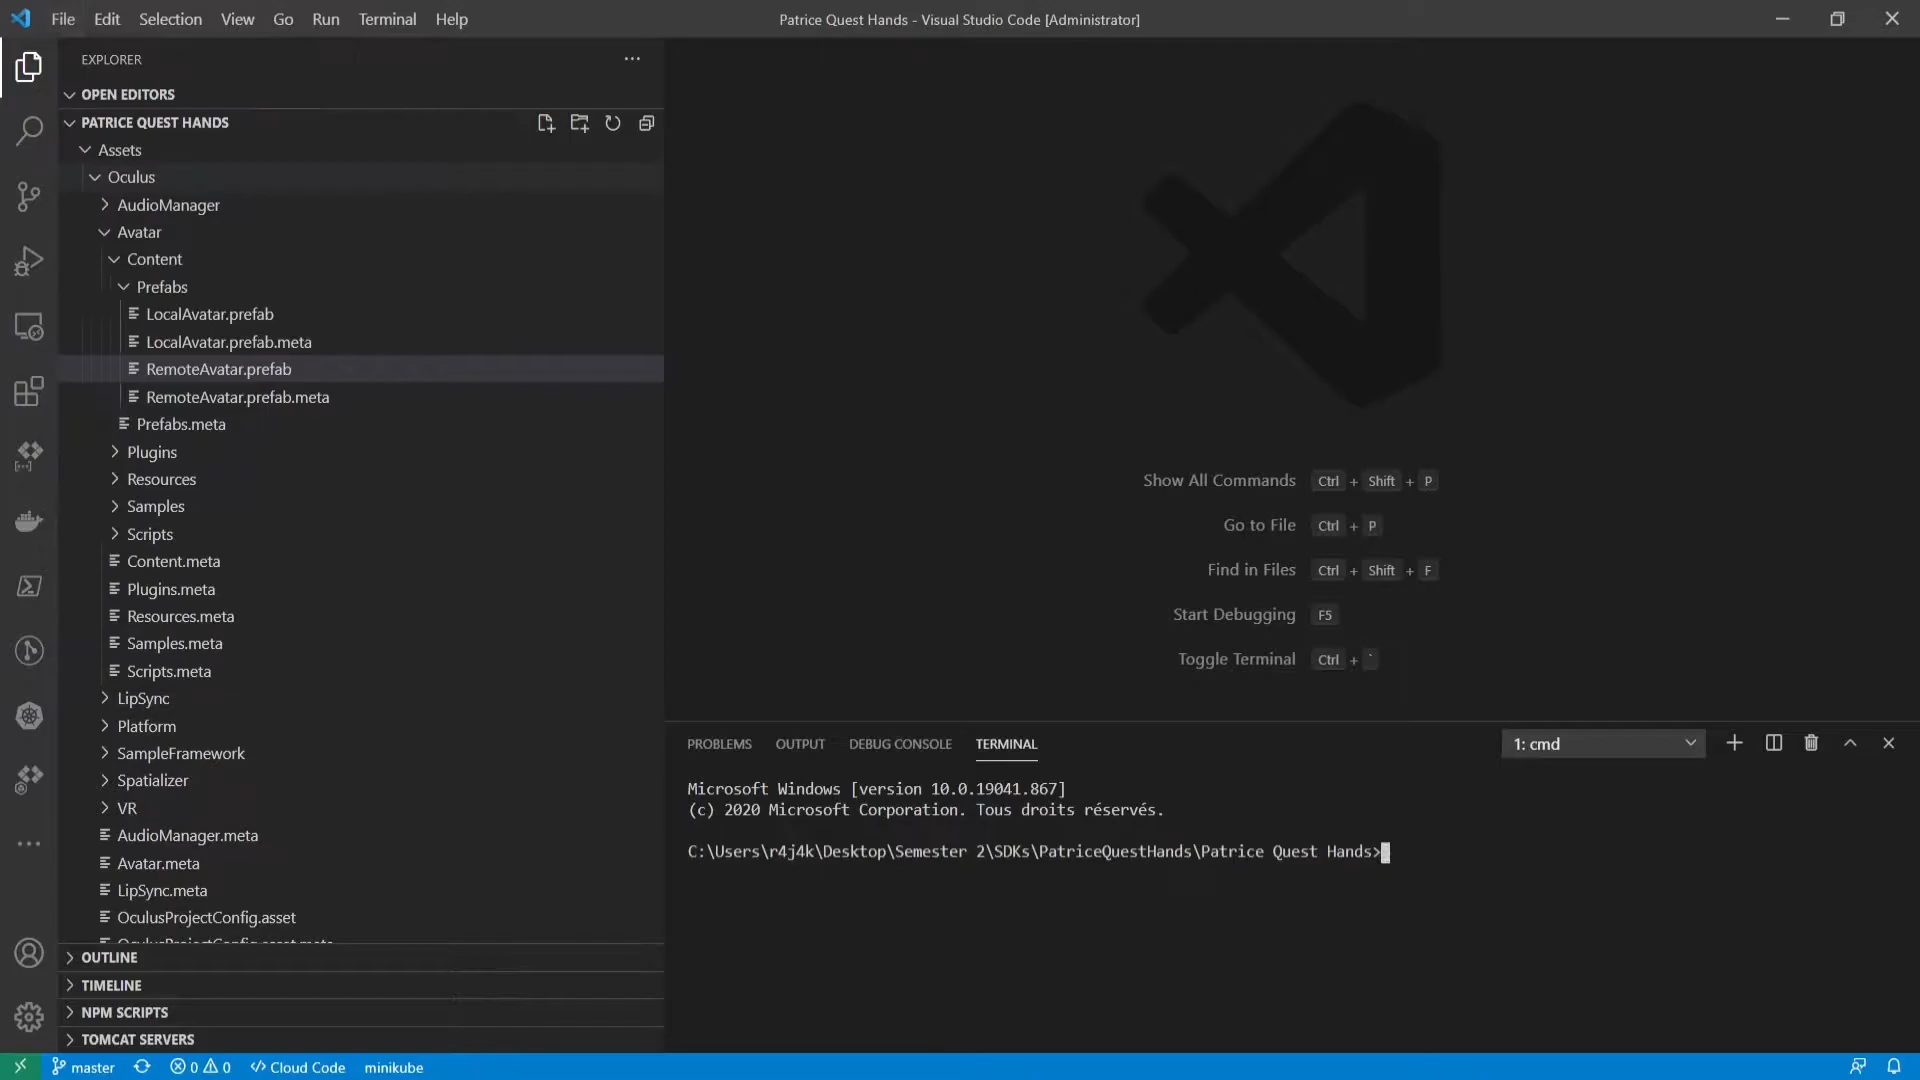 File Edit Selection View Go Run Terminal Help
Patrice Quest Hands - Visual Studio Code [Administrator]
EXPLORER
OPEN EDITORS
PATRICE QUEST HANDS
Assets
Oculus
AudioManager
Avatar
Content
Prefabs
LocalAvatar.prefab
LocalAvatar.prefab.meta
RemoteAvatar.prefab
RemoteAvatar.prefab.meta
Prefabs.meta
Plugins
Resources
Samples
Scripts
Content.meta
Plugins.meta
Resources.meta
Samples.meta
Scripts.meta
LipSync
Platform
SampleFramework
Spatializer
VR
AudioManager.meta
Avatar.meta
LipSync.meta
OculusProjectConfig.asset
OculusProjectConfig.asset.meta
OUTLINE
TIMELINE
NPM SCRIPTS
TOMCAT SERVERS
Show All Commands Ctrl + Shift + P
Go to File Ctrl + P
Find in Files Ctrl + Shift + F
Start Debugging F5
Toggle Terminal Ctrl + `
PROBLEMS OUTPUT DEBUG CONSOLE TERMINAL
1: cmd
Microsoft Windows [version 10.0.19041.867]
(c) 2020 Microsoft Corporation. Tous droits réservés.
C:\Users\r4j4k\Desktop\Semester 2\SDKs\PatriceQuestHands\Patrice Quest Hands>
master 0 0 Cloud Code minikube